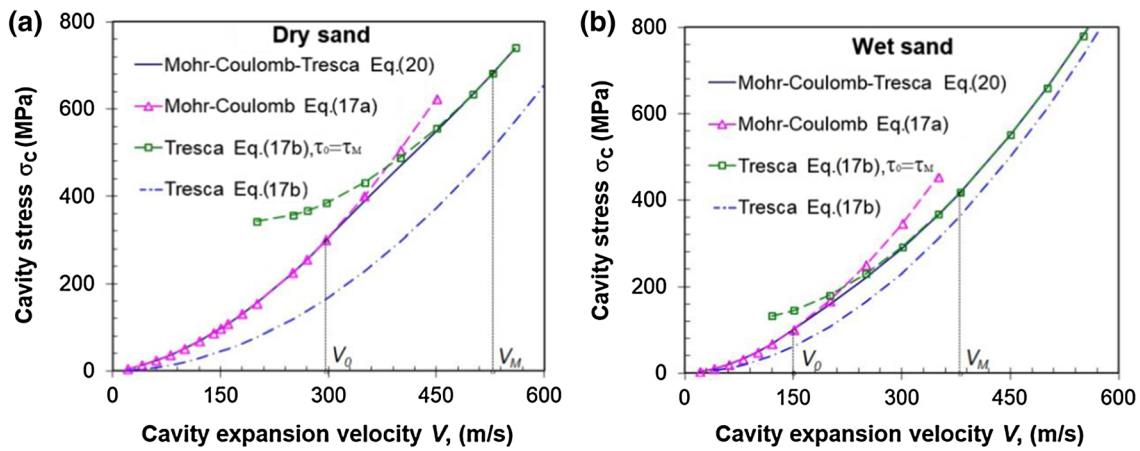 (a)
Dry sand
Mohr-Coulomb-Tresca Eq.(20)
Mohr-Coulomb Eq.(17a)
Tresca Eq.(17b),τ₀=τM
Tresca Eq.(17b)
Cavity stress σC (MPa)
800
600
400
200
0
V₀
VM
0 150 300 450 600
Cavity expansion velocity V, (m/s)
(b)
Wet sand
Mohr-Coulomb-Tresca Eq.(20)
Mohr-Coulomb Eq.(17a)
Tresca Eq.(17b),τ₀=τM
Tresca Eq.(17b)
Cavity stress σC (MPa)
800
600
400
200
0
V₀
VM
0 150 300 450 600
Cavity expansion velocity V, (m/s)